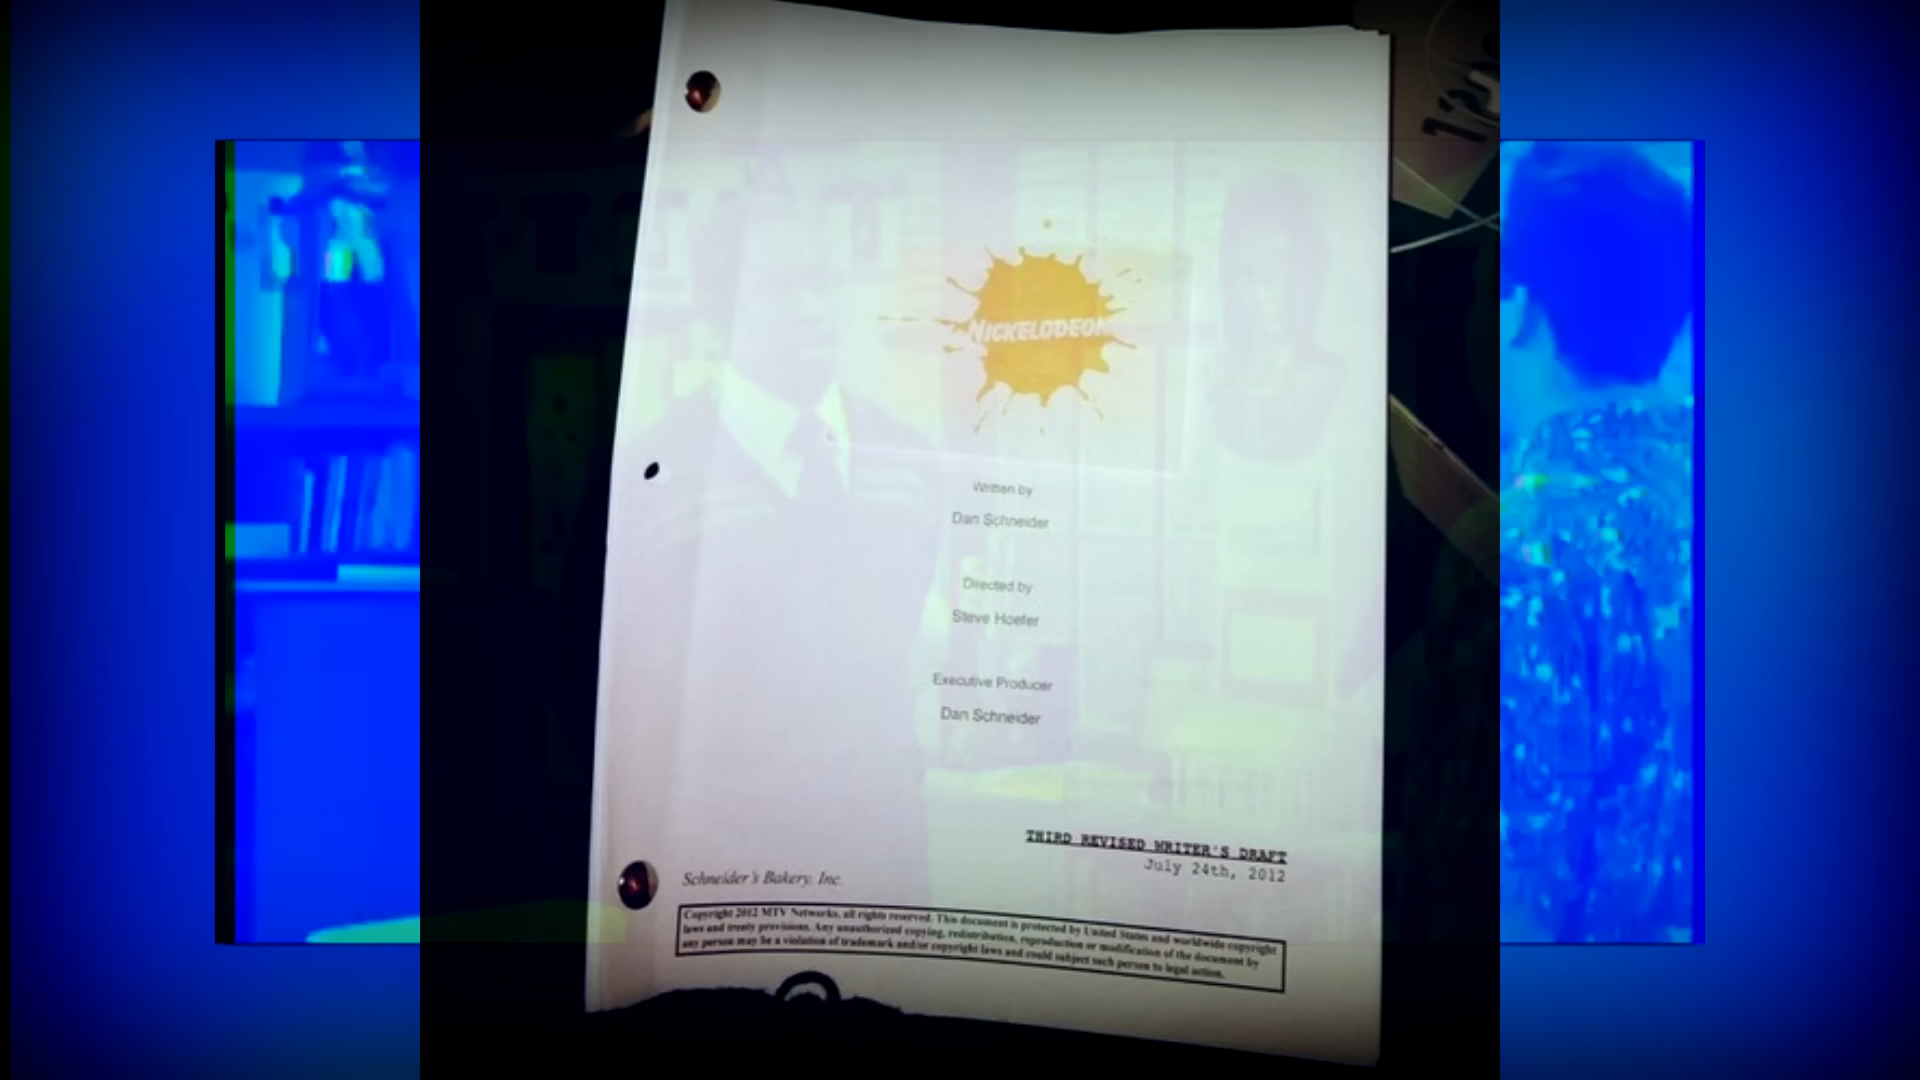 NICKELODEON
Written by
Dan Schneider
Directed by
Steve Hoefer
Executive Producer
Dan Schneider
THIRD REVISED WRITER'S DRAFT
July 24th, 2012
Schneider's Bakery, Inc.
Copyright 2012 MTV Networks, all rights reserved. This document is protected by United States and worldwide copyright
laws and treaty provisions. Any unauthorized copying, redistribution, reproduction or modification of the document by
any person may be a violation of trademark and/or copyright laws and could subject such person to legal action.